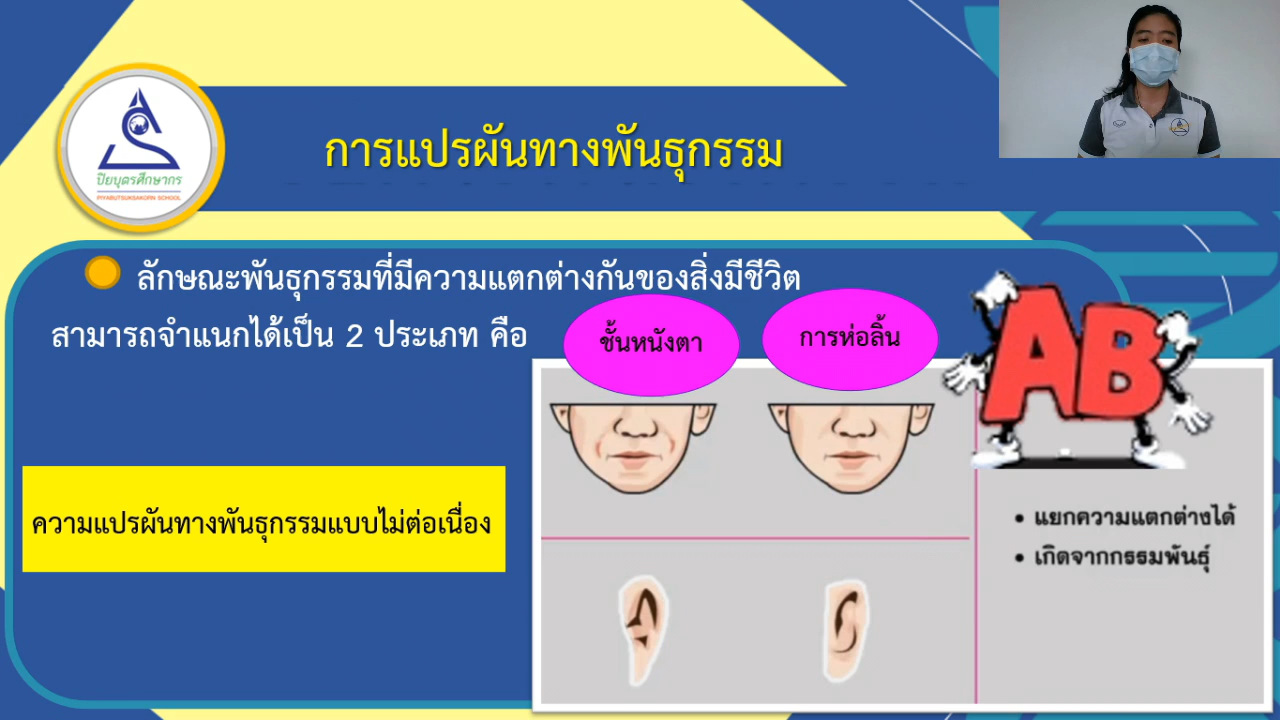 การแปรผันทางพันธุกรรม
ปิยบุตรศึกษากร
PIYABUTSUKSAKORN SCHOOL
ลักษณะพันธุกรรมที่มีความแตกต่างกันของสิ่งมีชีวิต
สามารถจำแนกได้เป็น 2 ประเภท คือ
ชั้นหนังตา
การห่อลิ้น
AB
ความแปรผันทางพันธุกรรมแบบไม่ต่อเนื่อง
• แยกความแตกต่างได้
• เกิดจากกรรมพันธุ์